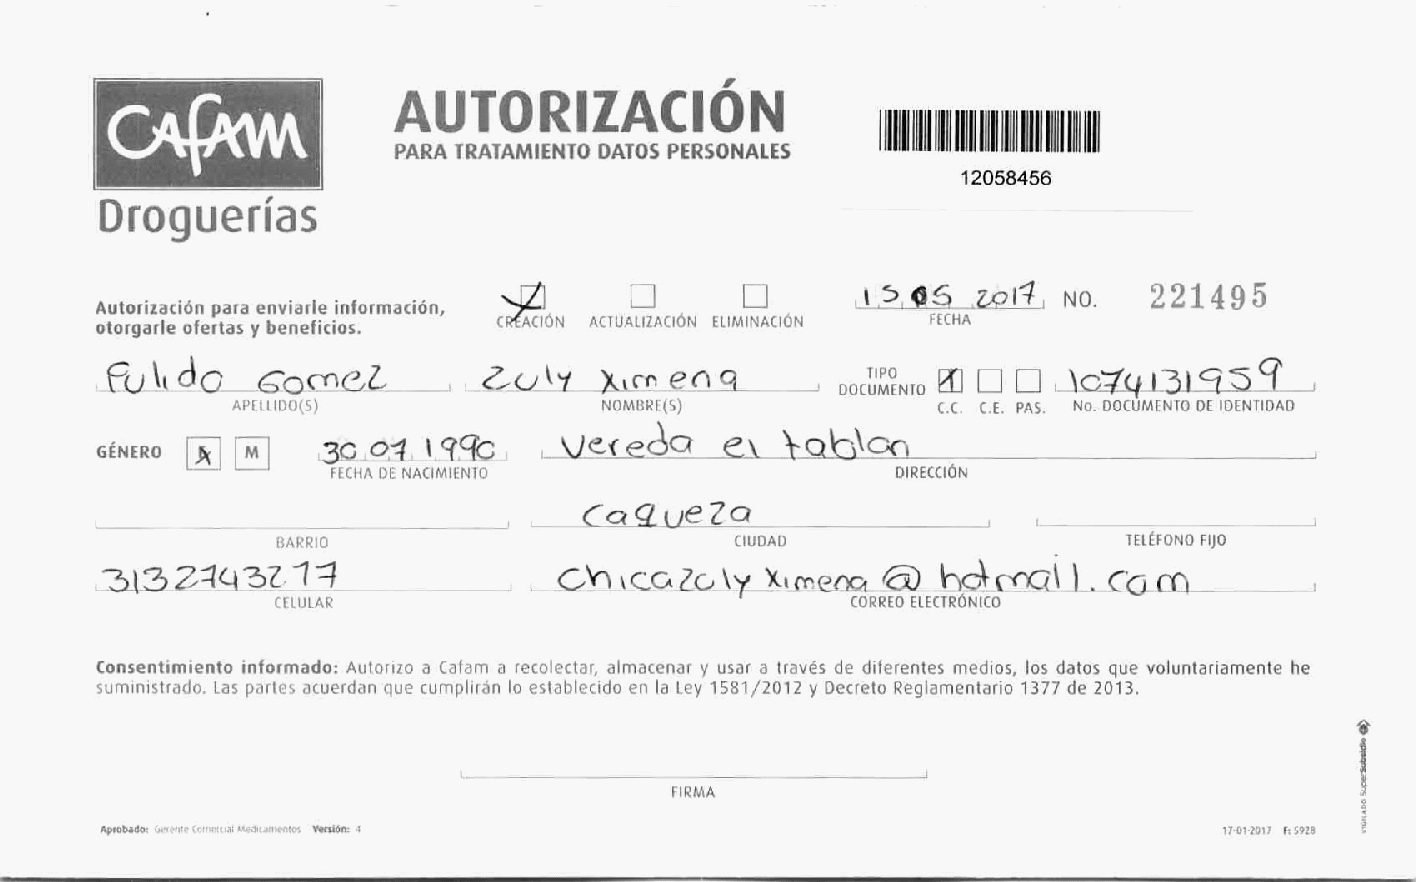 CAFAM
Droguerías
AUTORIZACIÓN
PARA TRATAMIENTO DATOS PERSONALES
12058456
Autorización para enviarle información,
otorgarle ofertas y beneficios.
CREACIÓN ACTUALIZACIÓN ELIMINACIÓN
15 05 2017 NO. 221495
FECHA
Pulido Gomez Zuly Ximena TIPO DOCUMENTO 1074131959
APELLIDO(S) NOMBRE(S) C.C. C.E. PAS. No. DOCUMENTO DE IDENTIDAD
GÉNERO M 30 07 1990 Vereda el tablon
FECHA DE NACIMIENTO DIRECCIÓN
Caqueza
BARRIO CIUDAD TELÉFONO FIJO
3132743277 chicazulyximena@hotmail.com
CELULAR CORREO ELECTRÓNICO
Consentimiento informado: Autorizo a Cafam a recolectar, almacenar y usar a través de diferentes medios, los datos que voluntariamente he
suministrado. Las partes acuerdan que cumplirán lo establecido en la Ley 1581/2012 y Decreto Reglamentario 1377 de 2013.
FIRMA
Aprobado: Gerente Comercial Medicamentos Versión: 4
17-01-2017 F: 5928
VIGILADO SuperSubsidio